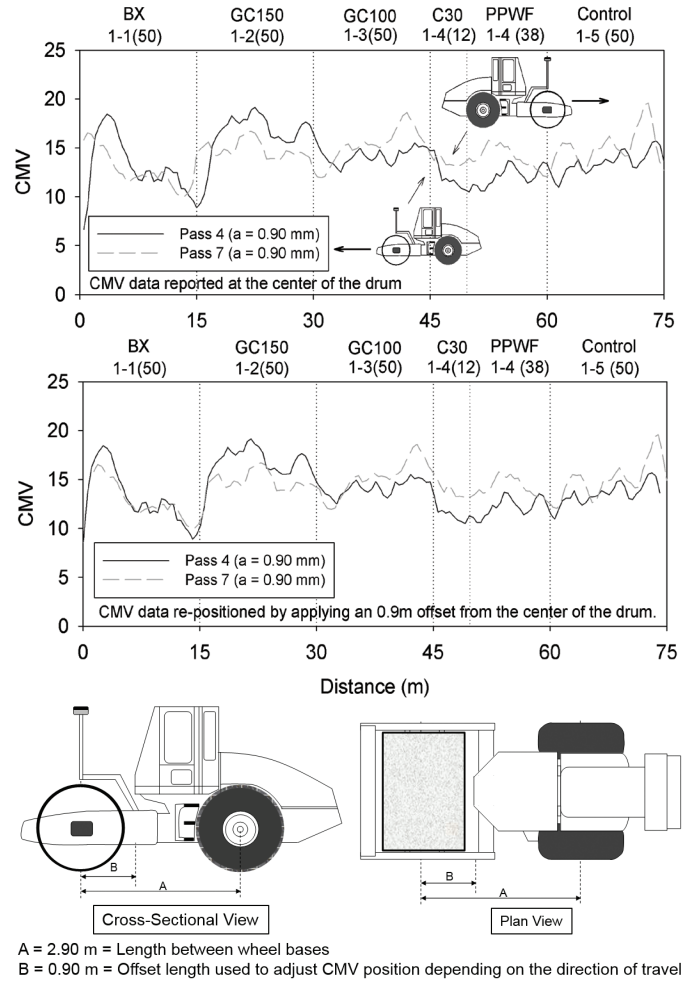 BX GC150 GC100 C30 PPWF Control
1-1(50) 1-2(50) 1-3(50) 1-4(12) 1-4 (38) 1-5 (50)
25
20
15
10
5
0
CMV
Pass 4 (a = 0.90 mm)
Pass 7 (a = 0.90 mm)
CMV data reported at the center of the drum
0 15 30 45 60 75
BX GC150 GC100 C30 PPWF Control
1-1(50) 1-2(50) 1-3(50) 1-4(12) 1-4 (38) 1-5 (50)
25
20
15
10
5
0
CMV
Pass 4 (a = 0.90 mm)
Pass 7 (a = 0.90 mm)
CMV data re-positioned by applying an 0.9m offset from the center of the drum.
0 15 30 45 60 75
Distance (m)
B
A
Cross-Sectional View
B
A
Plan View
A = 2.90 m = Length between wheel bases
B = 0.90 m = Offset length used to adjust CMV position depending on the direction of travel